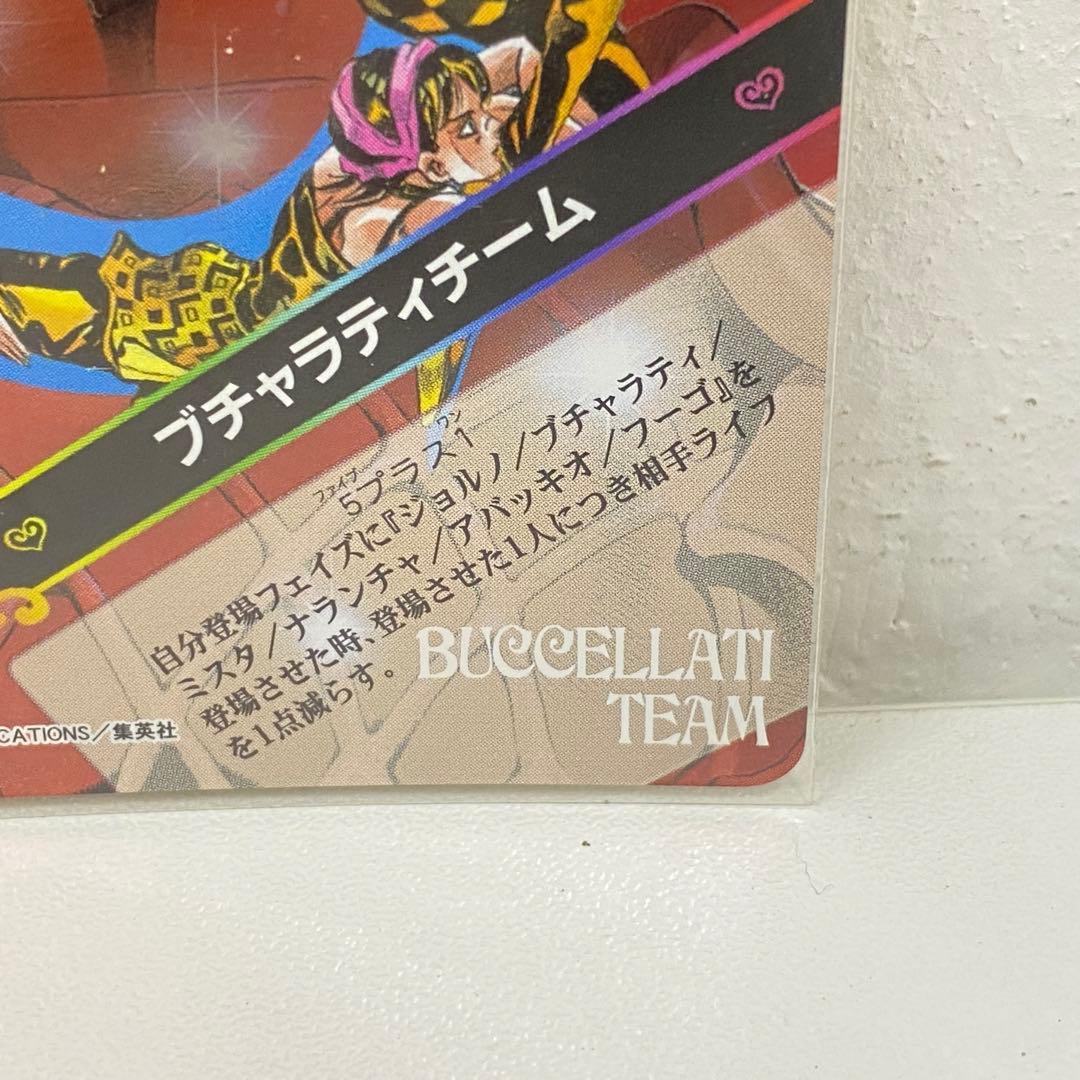 ブチャラティチーム
ファイブ ワン
5プラス1
自分登場フェイズに『ジョルノ/ブチャラティ/
ミスタ/ナランチャ/アバッキオ/フーゴ』を
登場させた時、登場させた1人につき相手ライフ
を1点減らす。
BUCCELLATI
TEAM
CATIONS/集英社